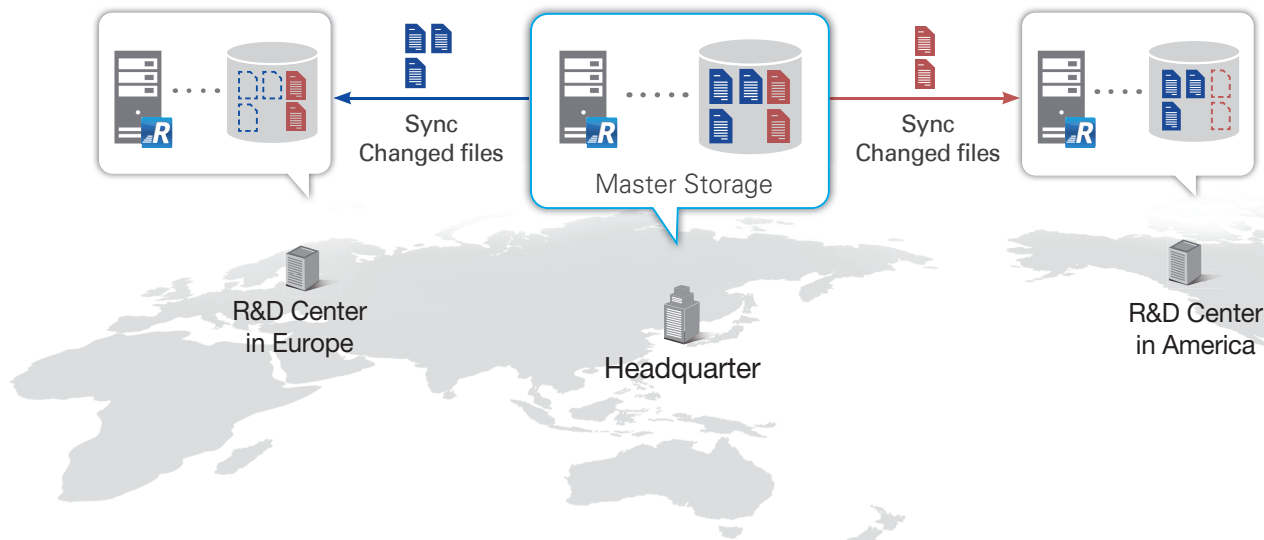 R
R
R
Sync
Changed files
Sync
Changed files
Master Storage
R&D Center
in Europe
Headquarter
R&D Center
in America